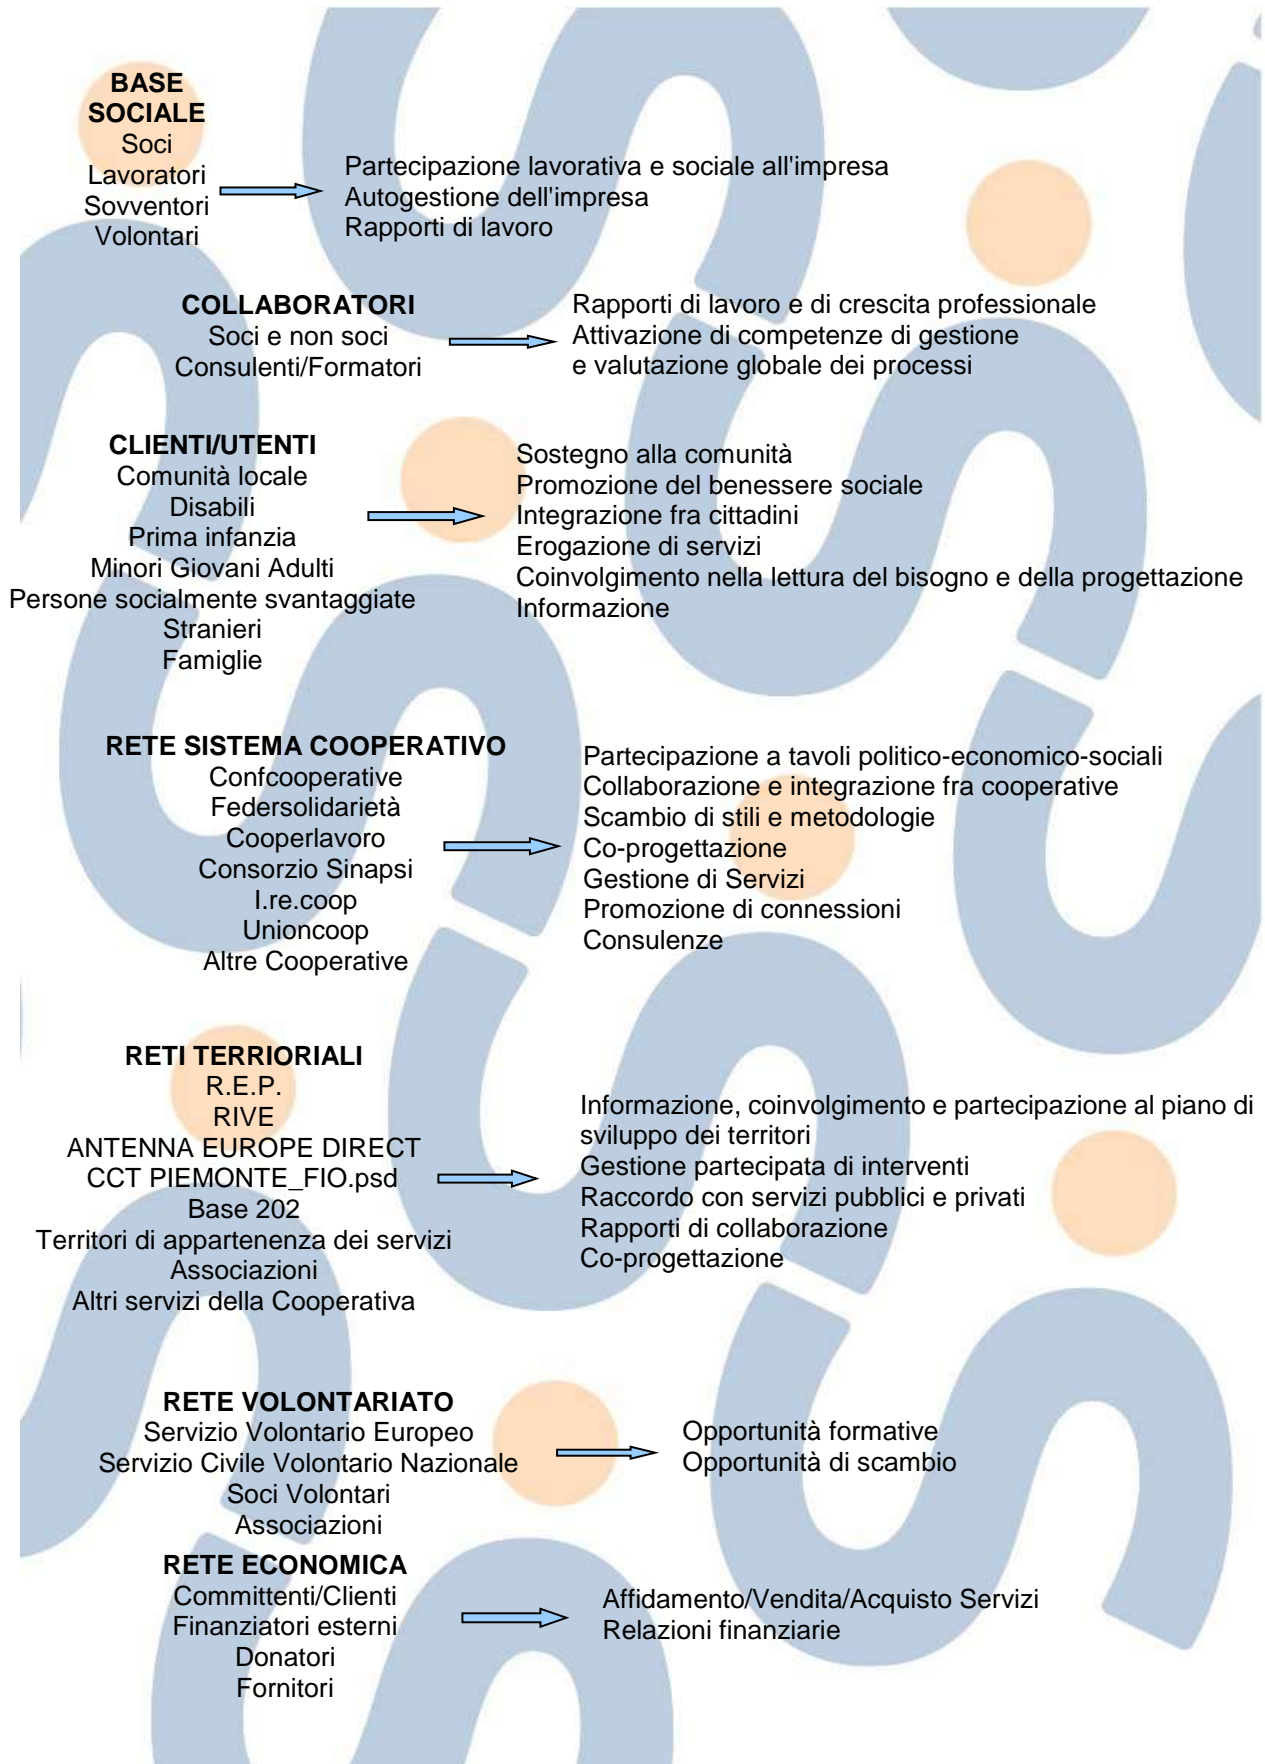 BASE
SOCIALE
Soci
Lavoratori
Sovventori
Volontari
Partecipazione lavorativa e sociale all'impresa
Autogestione dell'impresa
Rapporti di lavoro
COLLABORATORI
Soci e non soci
Consulenti/Formatori
Rapporti di lavoro e di crescita professionale
Attivazione di competenze di gestione
e valutazione globale dei processi
CLIENTI/UTENTI
Comunità locale
Disabili
Prima infanzia
Minori Giovani Adulti
Persone socialmente svantaggiate
Stranieri
Famiglie
Sostegno alla comunità
Promozione del benessere sociale
Integrazione fra cittadini
Erogazione di servizi
Coinvolgimento nella lettura del bisogno e della progettazione
Informazione
RETE SISTEMA COOPERATIVO
Confcooperative
Federsolidarietà
Cooperlavoro
Consorzio Sinapsi
I.re.coop
Unioncoop
Altre Cooperative
Partecipazione a tavoli politico-economico-sociali
Collaborazione e integrazione fra cooperative
Scambio di stili e metodologie
Co-progettazione
Gestione di Servizi
Promozione di connessioni
Consulenze
RETI TERRIORIALI
R.E.P.
RIVE
ANTENNA EUROPE DIRECT
CCT PIEMONTE_FIO.psd
Base 202
Territori di appartenenza dei servizi
Associazioni
Altri servizi della Cooperativa
Informazione, coinvolgimento e partecipazione al piano di
sviluppo dei territori
Gestione partecipata di interventi
Raccordo con servizi pubblici e privati
Rapporti di collaborazione
Co-progettazione
RETE VOLONTARIATO
Servizio Volontario Europeo
Servizio Civile Volontario Nazionale
Soci Volontari
Associazioni
Opportunità formative
Opportunità di scambio
RETE ECONOMICA
Committenti/Clienti
Finanziatori esterni
Donatori
Fornitori
Affidamento/Vendita/Acquisto Servizi
Relazioni finanziarie